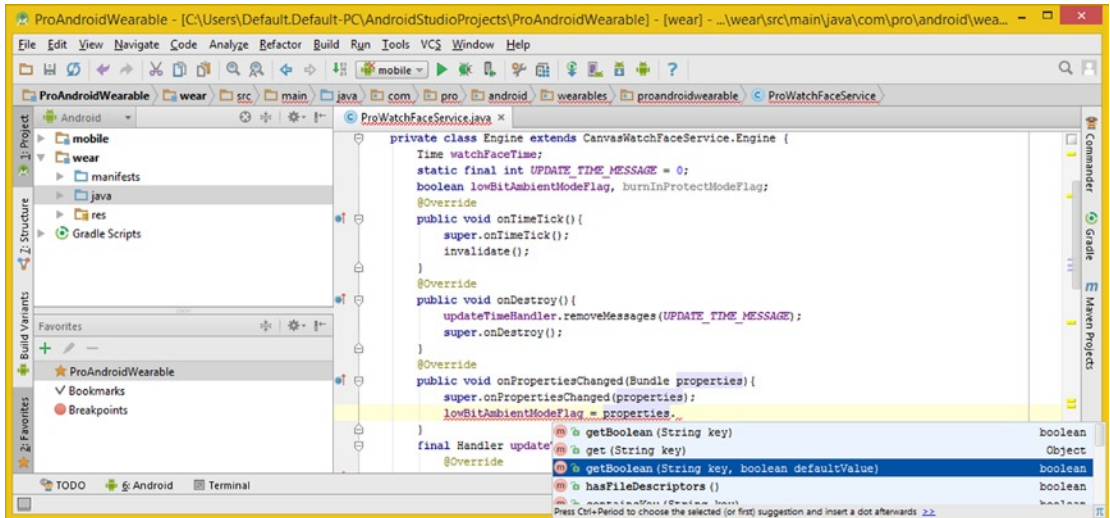 ProAndroidWearable - [C:\Users\Default.Default-PC\AndroidStudioProjects\ProAndroidWearable] - [wear] - ...\wear\src\main\java\com\pro\android\wea...
File Edit View Navigate Code Analyze Refactor Build Run Tools VCS Window Help
mobile
ProAndroidWearable wear src main java com pro android wearables proandroidwearable ProWatchFaceService
1: Project
Z: Structure
Build Variants
2: Favorites
Android
mobile
wear
manifests
java
res
Gradle Scripts
Favorites
ProAndroidWearable
Bookmarks
Breakpoints
ProWatchFaceService.java
private class Engine extends CanvasWatchFaceService.Engine {
Time watchFaceTime;
static final int UPDATE_TIME_MESSAGE = 0;
boolean lowBitAmbientModeFlag, burnInProtectModeFlag;
@Override
public void onTimeTick(){
super.onTimeTick();
invalidate();
}
@Override
public void onDestroy(){
updateTimeHandler.removeMessages(UPDATE_TIME_MESSAGE);
super.onDestroy();
}
@Override
public void onPropertiesChanged(Bundle properties){
super.onPropertiesChanged(properties);
lowBitAmbientModeFlag = properties.
}
final Handler update
@Override
getBoolean(String key) boolean
get(String key) Object
getBoolean(String key, boolean defaultValue) boolean
hasFileDescriptors() boolean
Press Ctrl+Period to choose the selected (or first) suggestion and insert a dot afterwards >>
Commander
Gradle
Maven Projects
TODO 6: Android Terminal